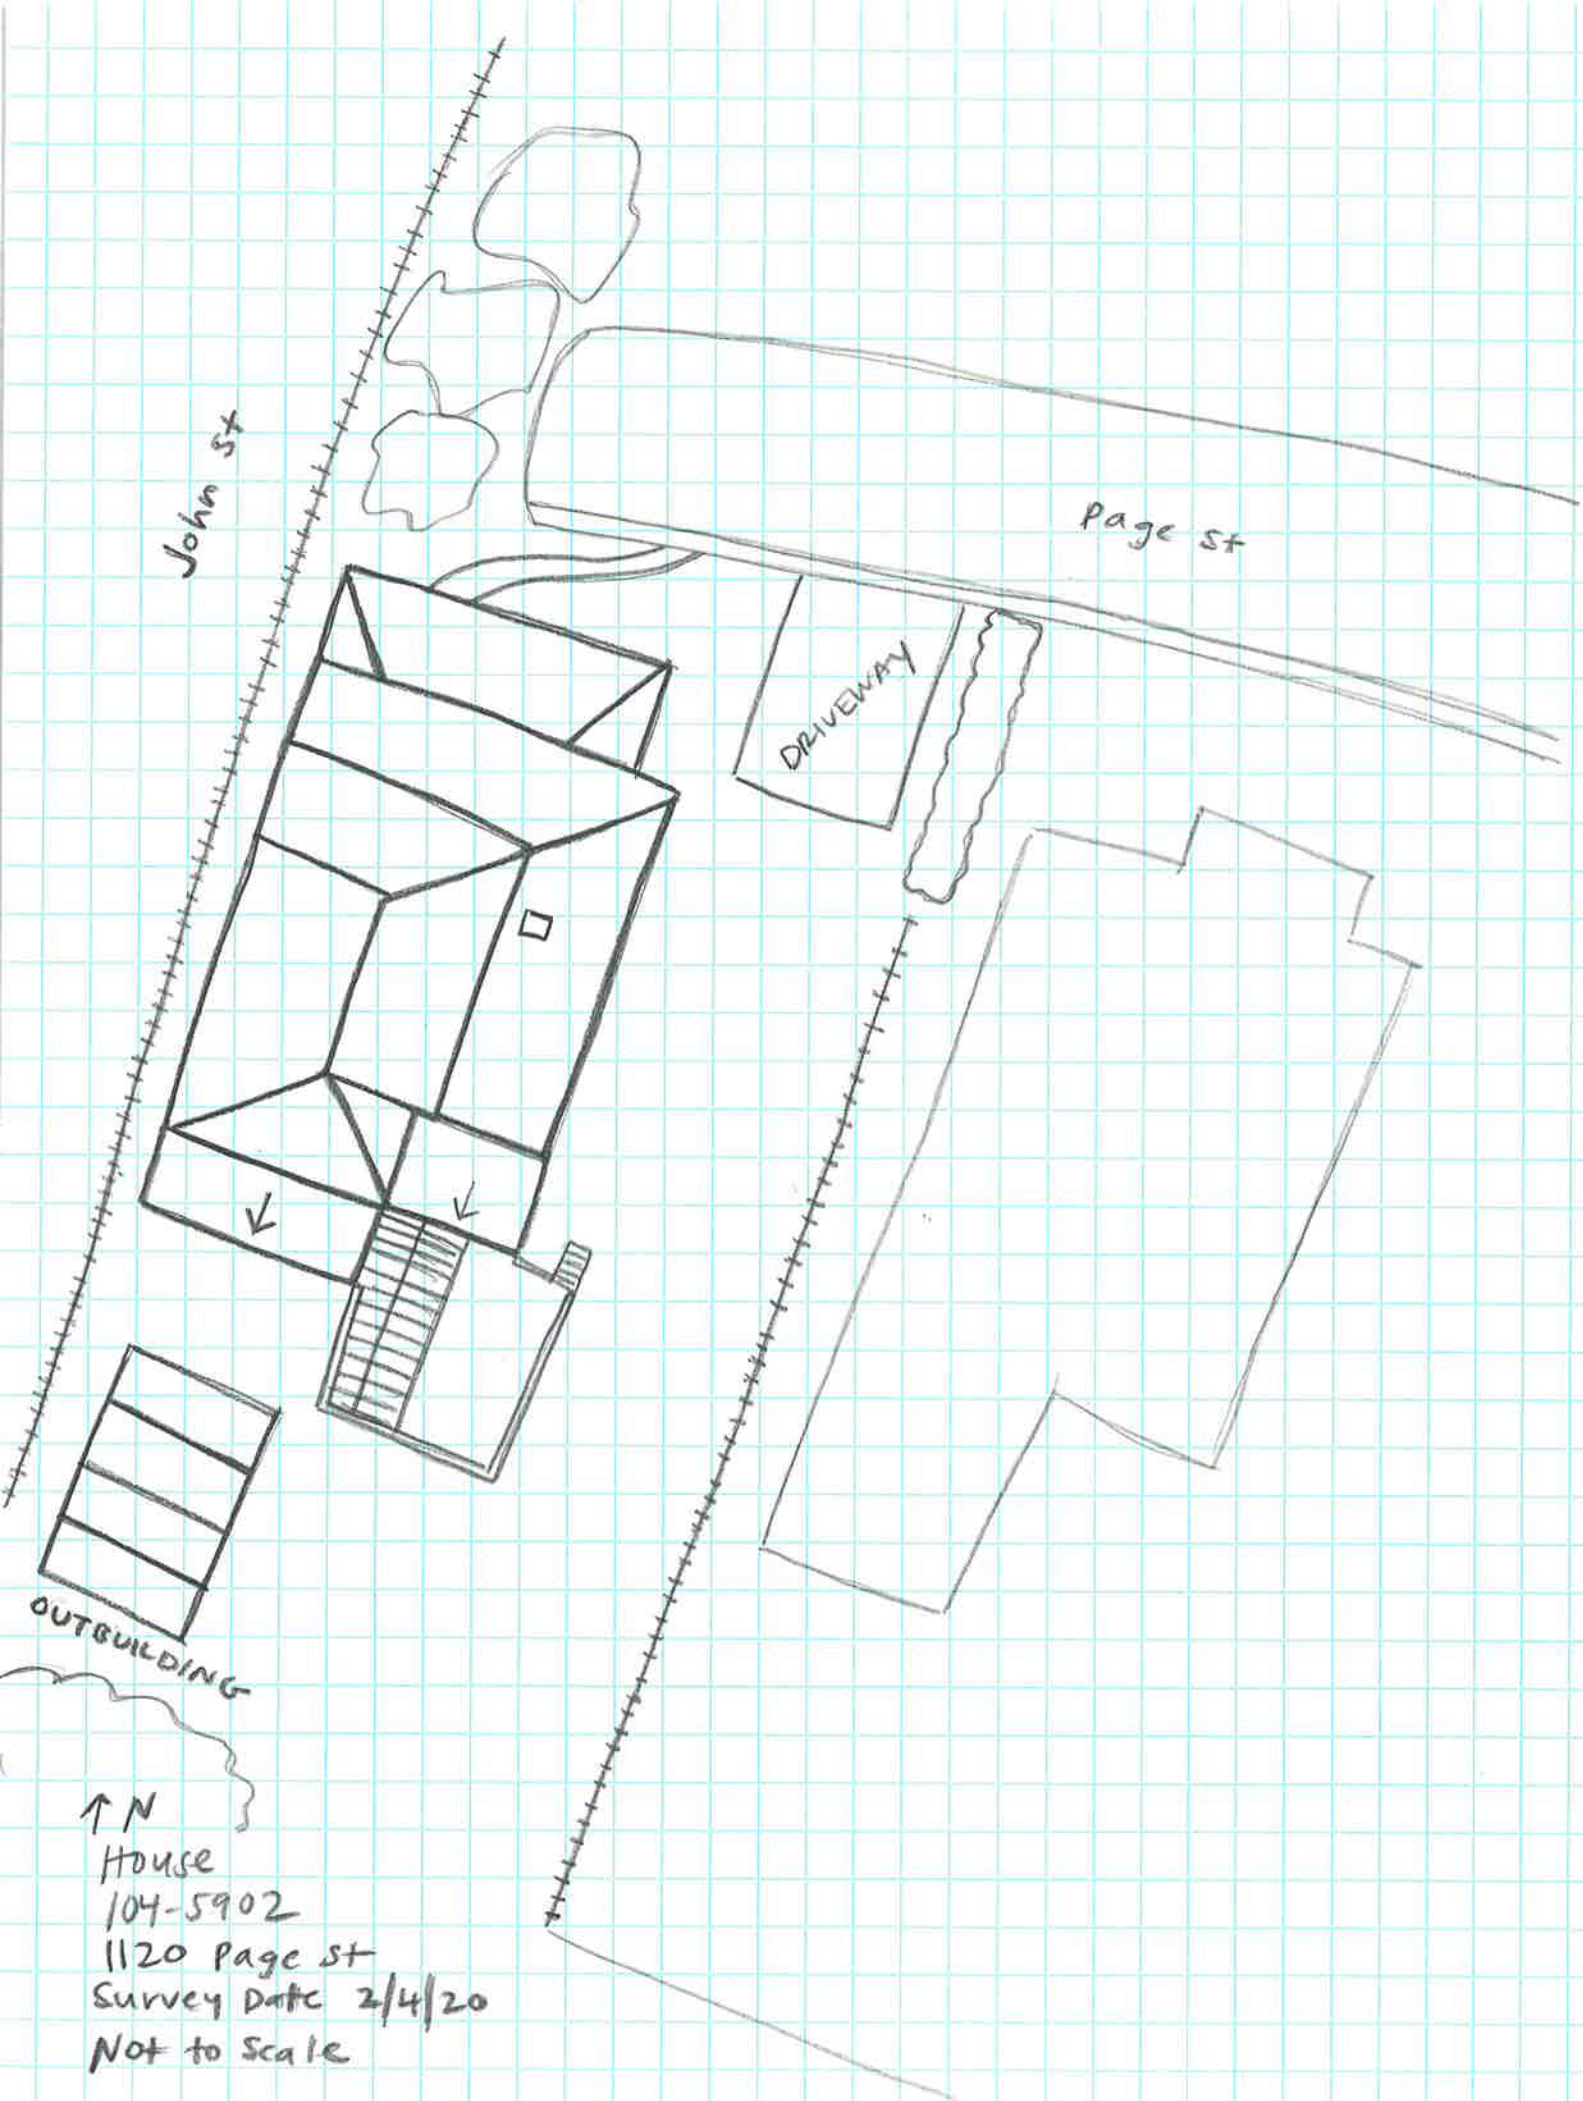 John St
Page St
DRIVEWAY
OUTBUILDING
↑ N
House
104-5902
1120 Page St
Survey Date 2/4/20
Not to Scale